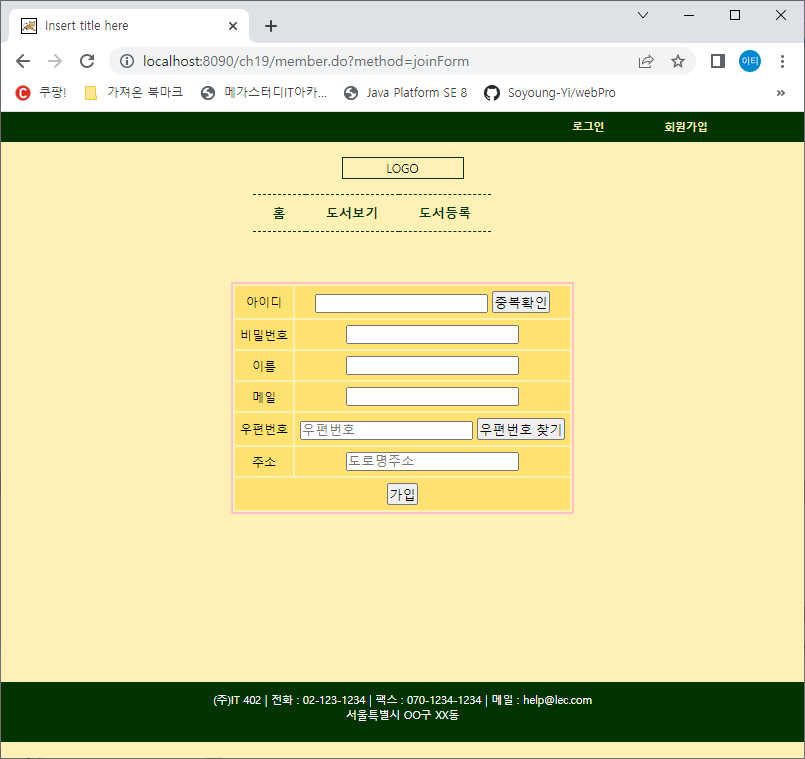 Insert title here
localhost:8090/ch19/member.do?method=joinForm
이티
쿠팡! 가져온 북마크 메가스터디IT아카... Java Platform SE 8 Soyoung-Yi/webPro »
로그인 회원가입
LOGO
홈 도서보기 도서등록
아이디 중복확인
비밀번호
이름
메일
우편번호 우편번호 우편번호 찾기
주소 도로명주소
가입
(주)IT 402 | 전화 : 02-123-1234 | 팩스 : 070-1234-1234 | 메일 : help@lec.com
서울특별시 OO구 XX동